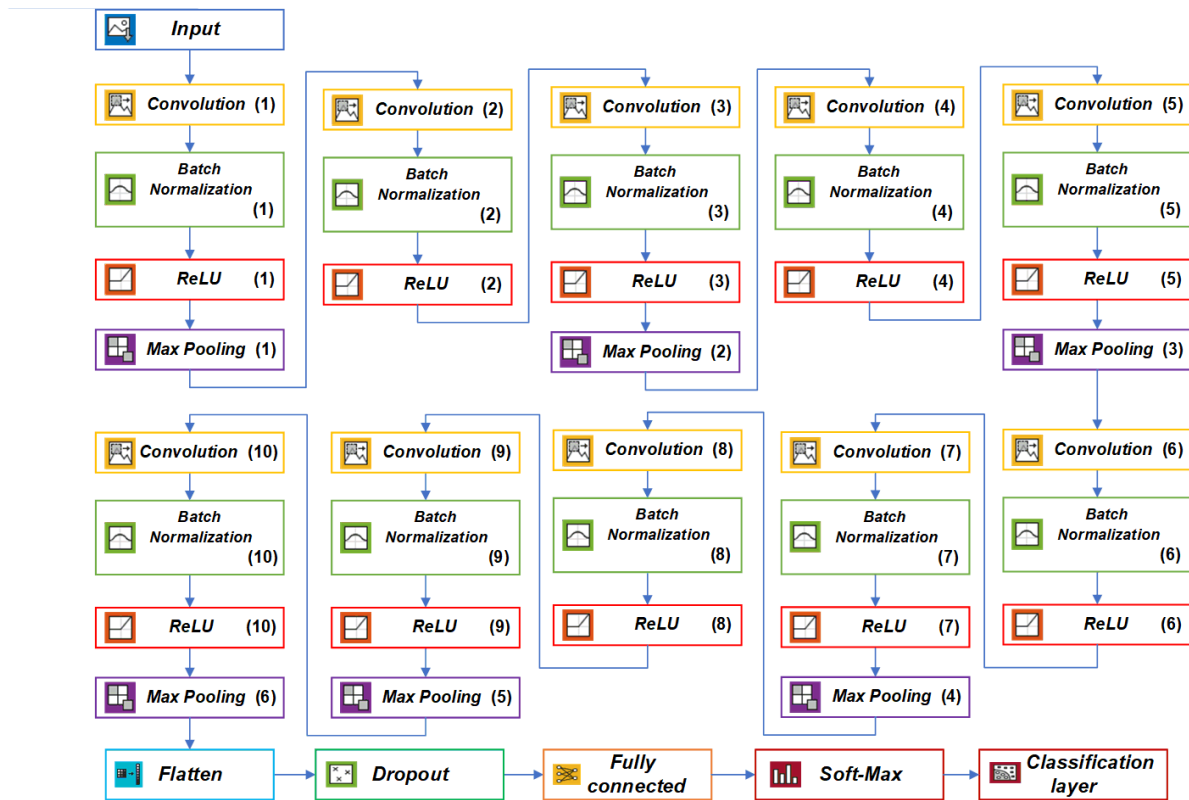 Input
Convolution (1)
Batch
Normalization
(1)
ReLU (1)
Max Pooling (1)
Convolution (2)
Batch
Normalization
(2)
ReLU (2)
Convolution (3)
Batch
Normalization
(3)
ReLU (3)
Max Pooling (2)
Convolution (4)
Batch
Normalization
(4)
ReLU (4)
Convolution (5)
Batch
Normalization
(5)
ReLU (5)
Max Pooling (3)
Convolution (6)
Batch
Normalization
(6)
ReLU (6)
Convolution (7)
Batch
Normalization
(7)
ReLU (7)
Max Pooling (4)
Convolution (8)
Batch
Normalization
(8)
ReLU (8)
Convolution (9)
Batch
Normalization
(9)
ReLU (9)
Max Pooling (5)
Convolution (10)
Batch
Normalization
(10)
ReLU (10)
Max Pooling (6)
Flatten
Dropout
Fully
connected
Soft-Max
Classification
layer